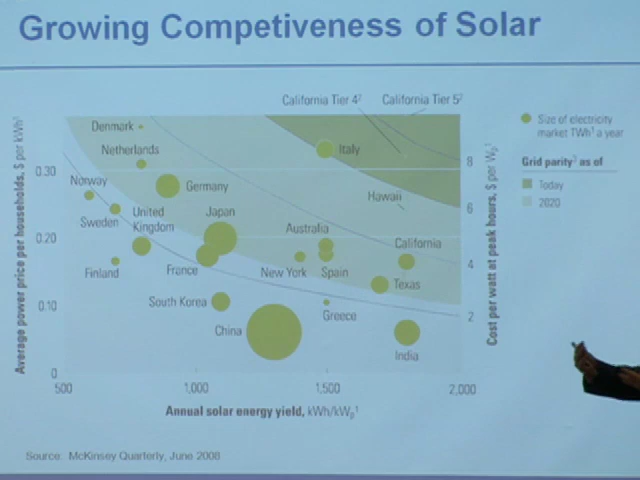 Growing Competiveness of Solar
California Tier 4²
California Tier 5²
Size of electricity
market TWh¹ a year
Grid parity³ as of
Today
2020
Average power price per households, $ per kWh¹
0.30
0.20
0.10
0
Cost per watt at peak hours, $ per Wp¹
8
6
4
2
Denmark
Netherlands
Italy
Norway
Germany
Hawaii
Sweden
United
Kingdom
Japan
Australia
California
Finland
France
New York
Spain
Texas
South Korea
Greece
China
India
500
1,000
1,500
2,000
Annual solar energy yield, kWh/kWp¹
Source: McKinsey Quarterly, June 2008